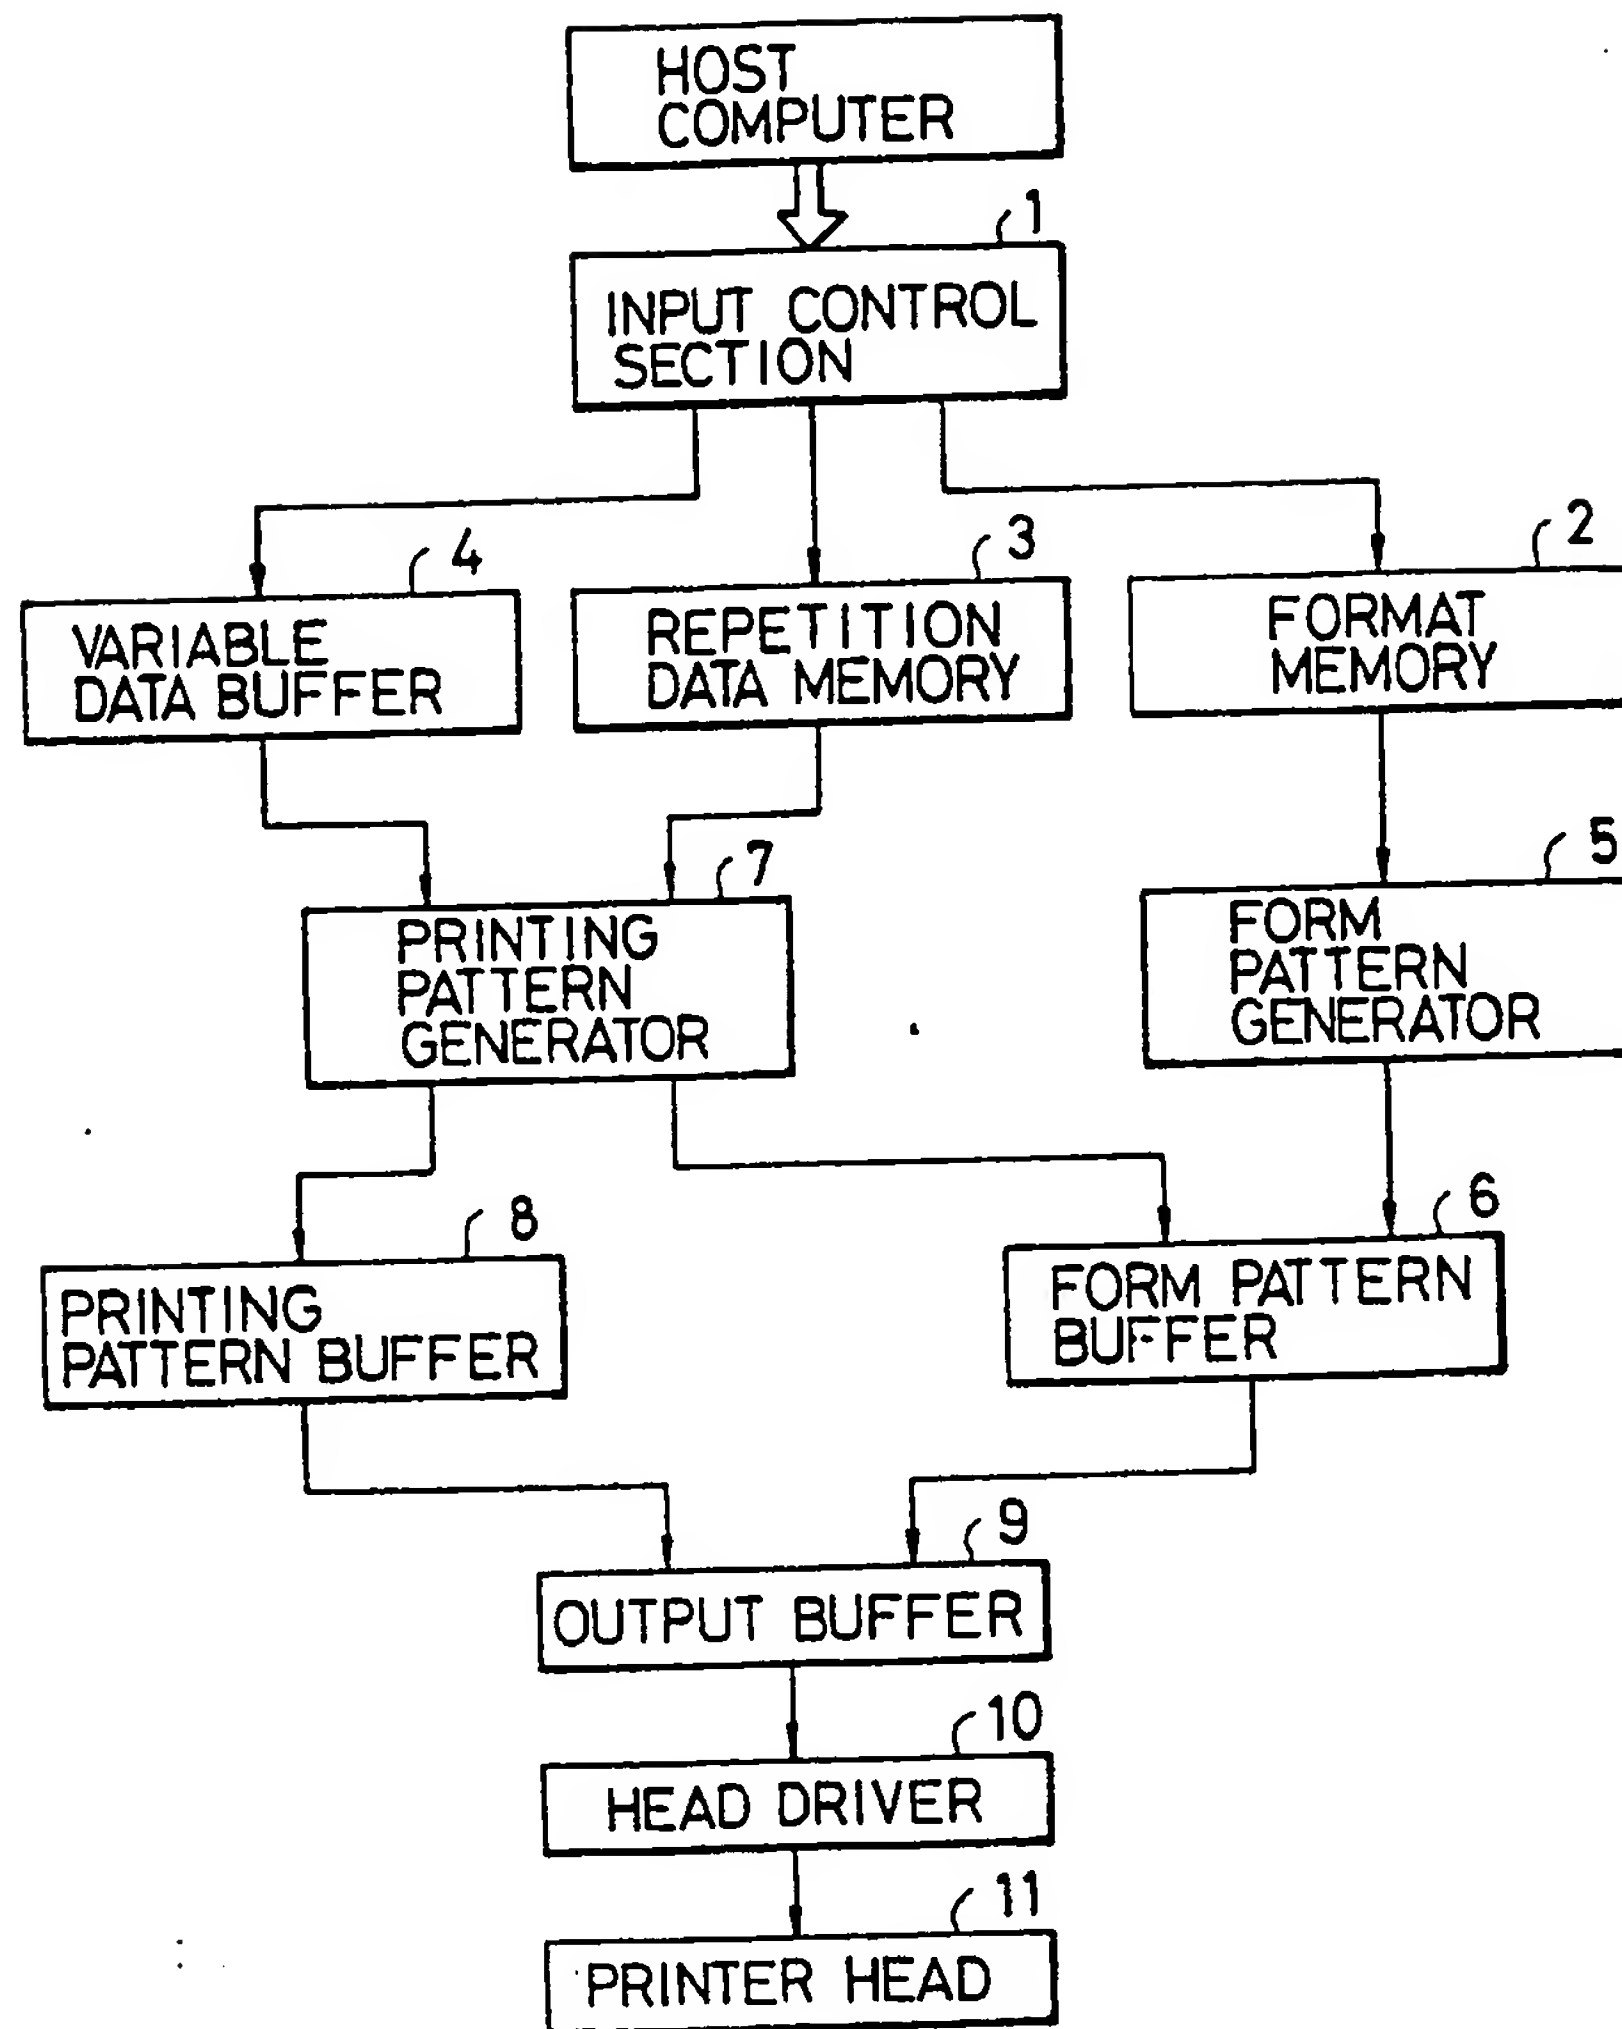 HOST
COMPUTER
1
INPUT CONTROL
SECTION
4
VARIABLE
DATA BUFFER
3
REPETITION
DATA MEMORY
2
FORMAT
MEMORY
7
PRINTING
PATTERN
GENERATOR
5
FORM
PATTERN
GENERATOR
8
PRINTING
PATTERN BUFFER
6
FORM PATTERN
BUFFER
9
OUTPUT BUFFER
10
HEAD DRIVER
11
PRINTER HEAD